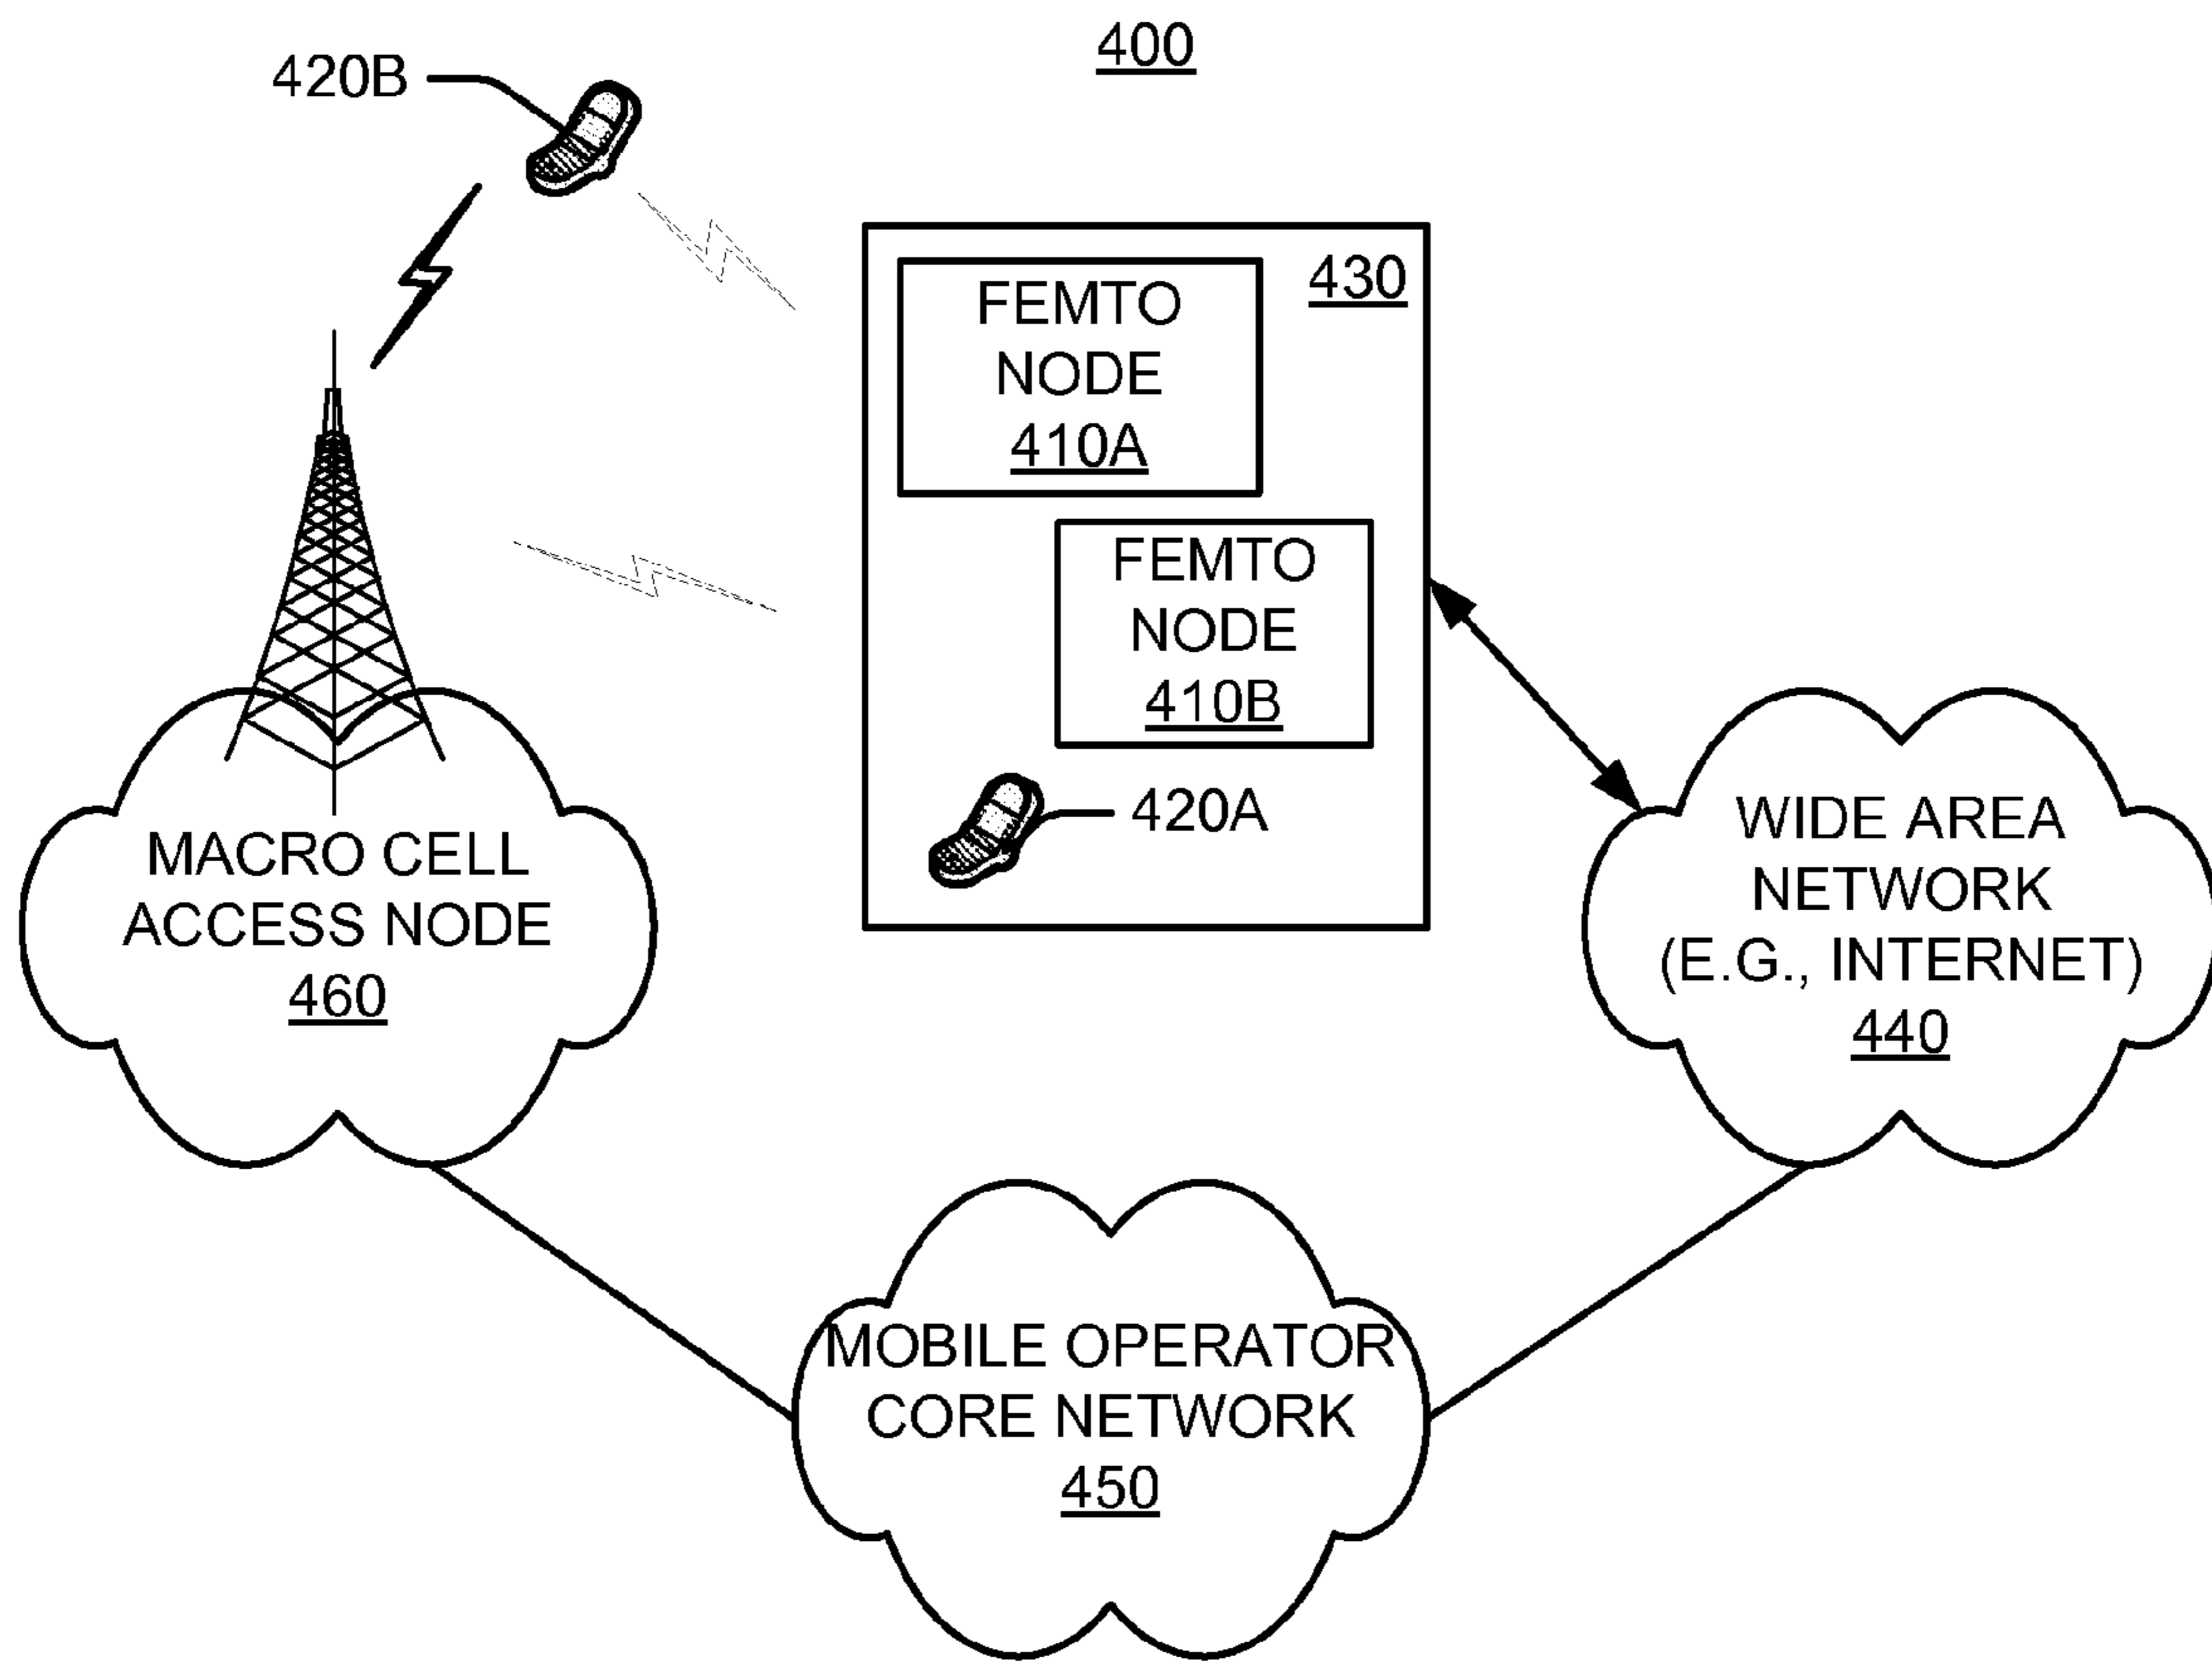 400
420B
430
FEMTO
NODE
410A
FEMTO
NODE
410B
420A
MACRO CELL
ACCESS NODE
460
WIDE AREA
NETWORK
(E.G., INTERNET)
440
MOBILE OPERATOR
CORE NETWORK
450